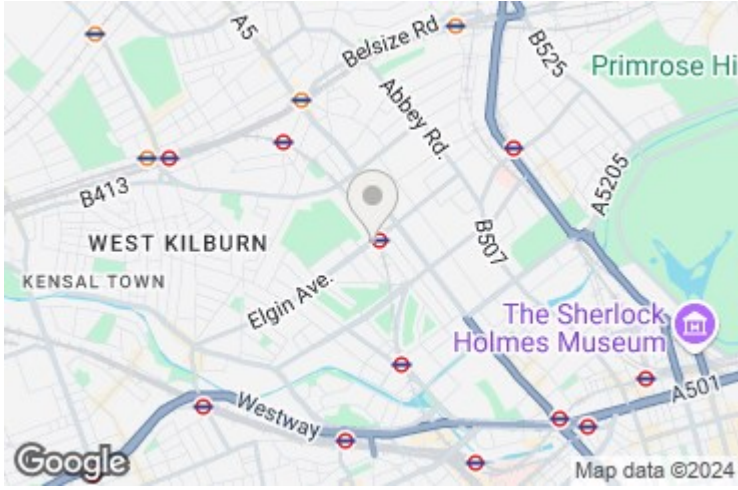 A5
Belsize Rd
B525
Primrose Hi
Abbey Rd.
A5205
B413
B507
WEST KILBURN
KENSAL TOWN
Elgin Ave.
The Sherlock
Holmes Museum
A501
Westway
Google
Map data ©2024